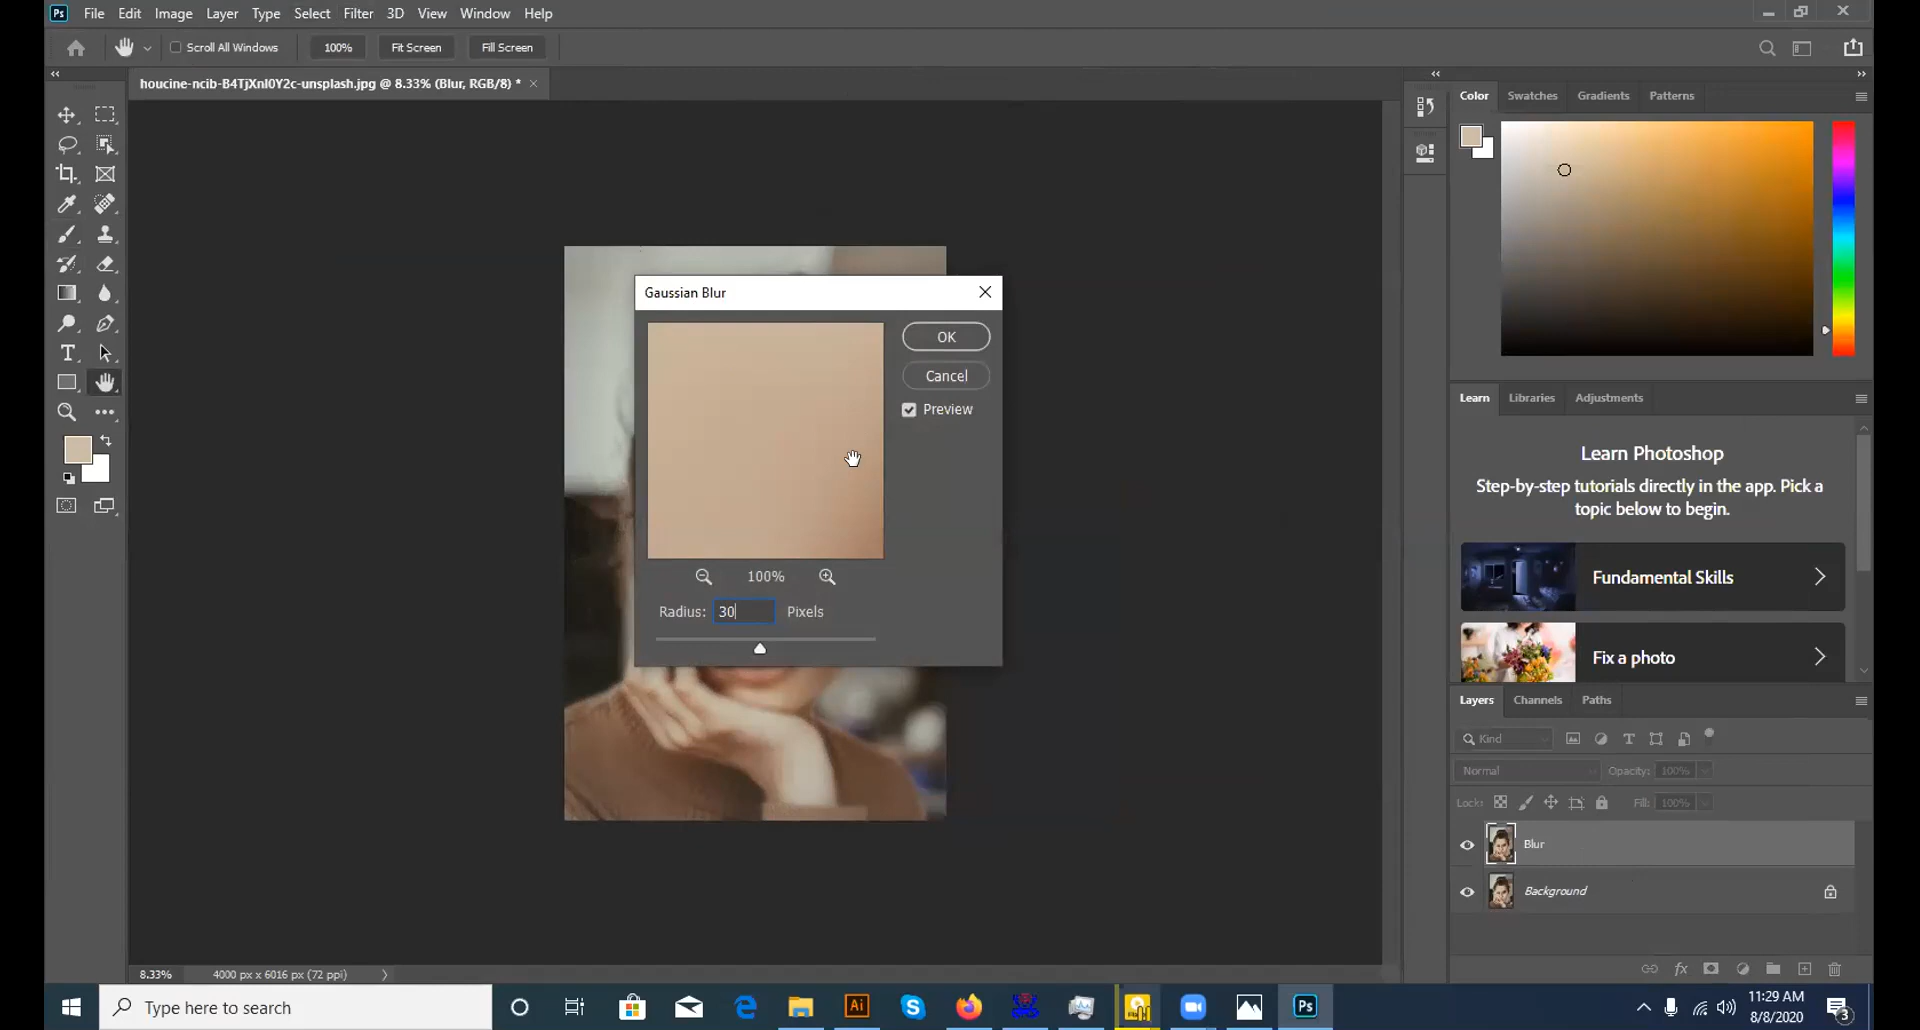 Ps File Edit Image Layer Type Select Filter 3D View Window Help
Scroll All Windows 100% Fit Screen Fill Screen
houcine-ncib-B4TjXnl0Y2c-unsplash.jpg @ 8.33% (Blur, RGB/8) *
Color Swatches Gradients Patterns
Gaussian Blur
OK
Cancel
Preview
100%
Radius: 30 Pixels
Learn Libraries Adjustments
Learn Photoshop
Step-by-step tutorials directly in the app. Pick a
topic below to begin.
Fundamental Skills
Fix a photo
Layers Channels Paths
Kind
Normal Opacity: 100%
Lock: Fill: 100%
Blur
Background
8.33% 4000 px x 6016 px (72 ppi)
Type here to search
Ai
Ps
11:29 AM
8/8/2020
3